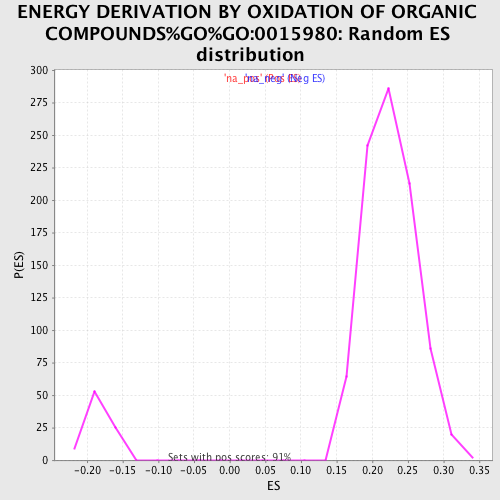 ENERGY DERIVATION BY OXIDATION OF ORGANIC
COMPOUNDS%GO%GO:0015980: Random ES
distribution
300
275
250
225
200
175
150
125
100
75
50
25
0
P(ES)
Sets with pos scores: 91%
−0.20 −0.15 −0.10 −0.05 0.00 0.05 0.10 0.15 0.20 0.25 0.30 0.35
ES